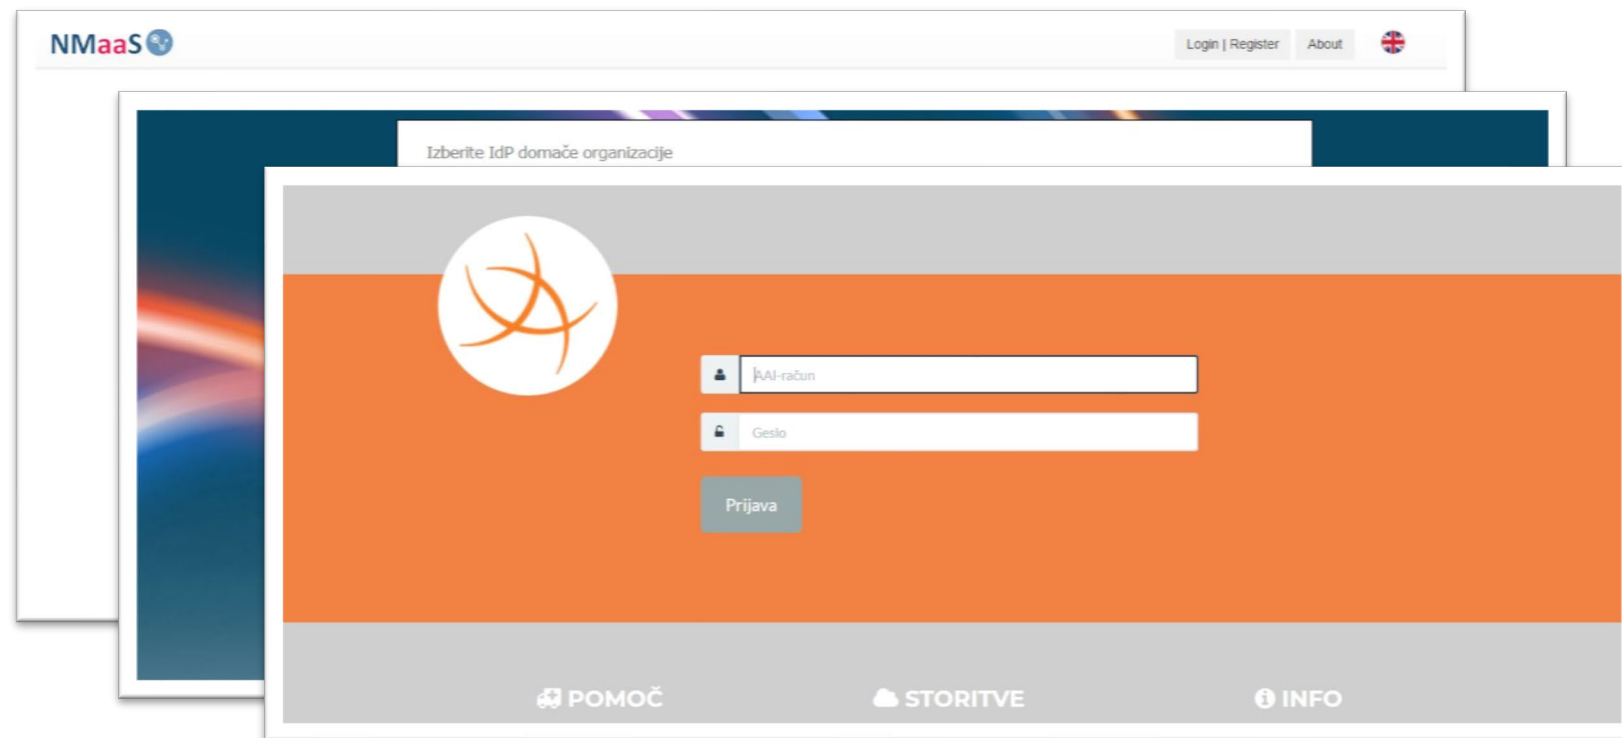 NMaaS
Login | Register
About
Izberite IdP domače organizacije
AAI-račun
Geslo
Prijava
POMOČ
STORITVE
INFO